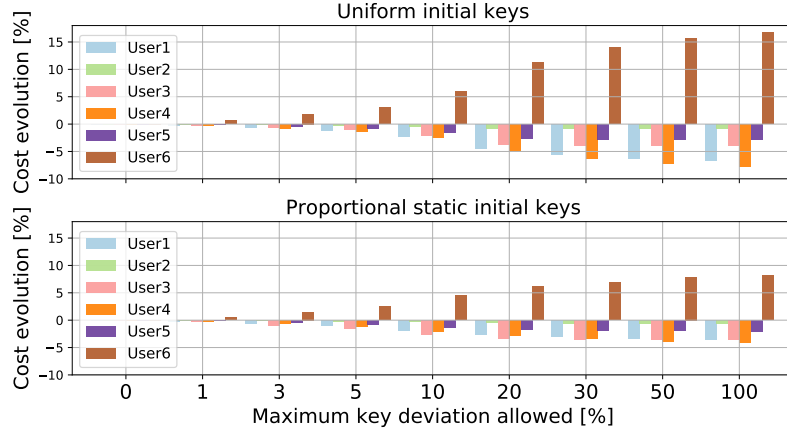 Uniform initial keys
Cost evolution [%]
15
10
5
0
−5
−10
User1
User2
User3
User4
User5
User6
Proportional static initial keys
Cost evolution [%]
15
10
5
0
−5
−10
User1
User2
User3
User4
User5
User6
0 1 3 5 10 20 30 50 100
Maximum key deviation allowed [%]